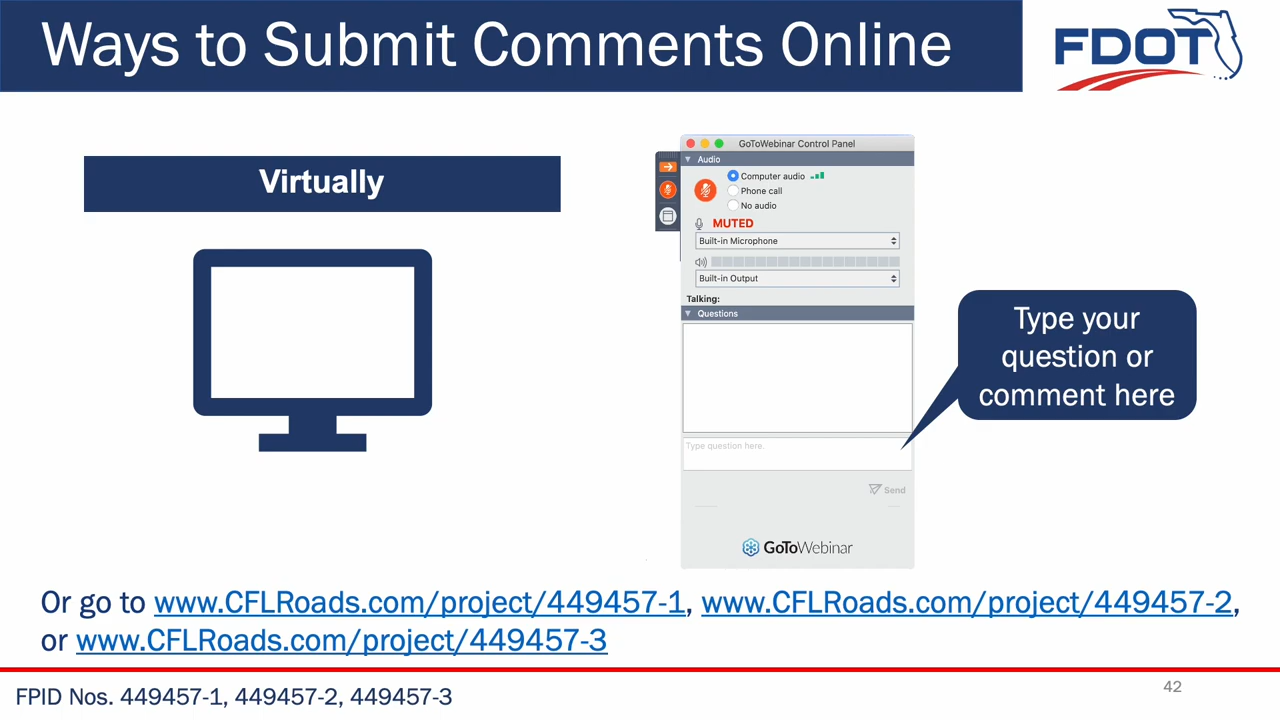 Ways to Submit Comments Online
FDOT
Virtually
GoToWebinar Control Panel
Audio
Computer audio
Phone call
No audio
MUTED
Built-in Microphone
Built-in Output
Talking:
Questions
Type your
question or
comment here
Type question here.
Send
GoToWebinar
Or go to www.CFLRoads.com/project/449457-1, www.CFLRoads.com/project/449457-2,
or www.CFLRoads.com/project/449457-3
42
FPID Nos. 449457-1, 449457-2, 449457-3